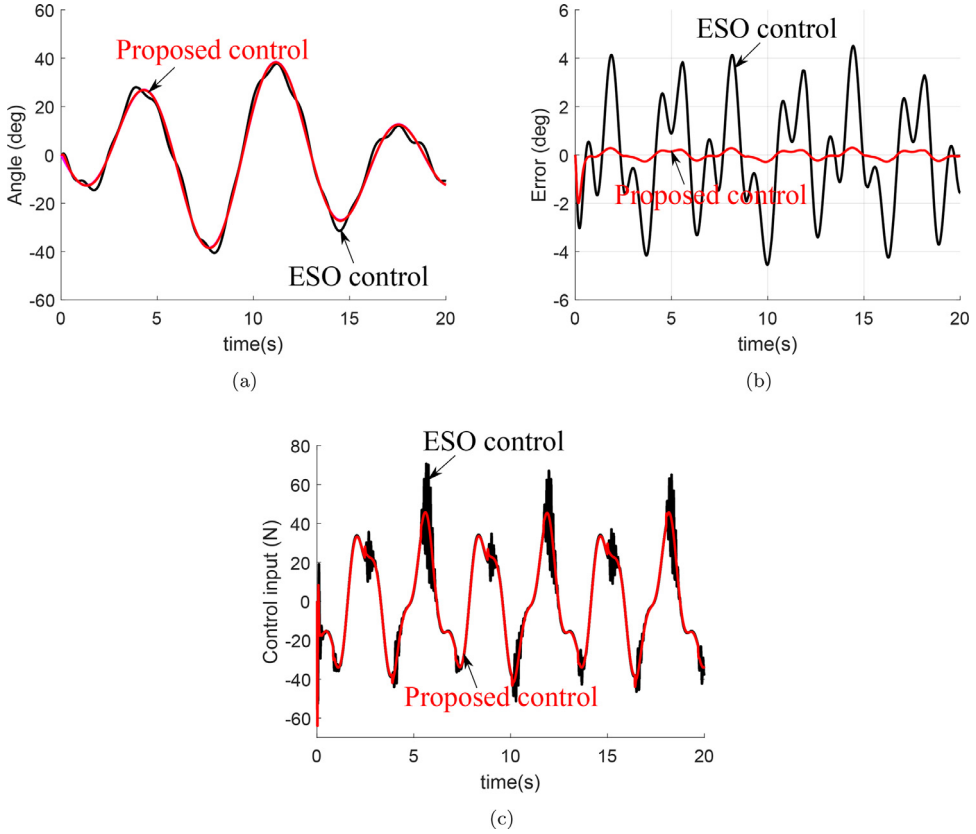 60
40
20
0
-20
-40
-60
Angle (deg)
Proposed control
ESO control
0
5
10
15
20
time(s)
(a)
6
4
2
0
-2
-4
-6
Error (deg)
ESO control
Proposed control
0
5
10
15
20
time(s)
(b)
80
60
40
20
0
-20
-40
-60
Control input (N)
ESO control
Proposed control
0
5
10
15
20
time(s)
(c)